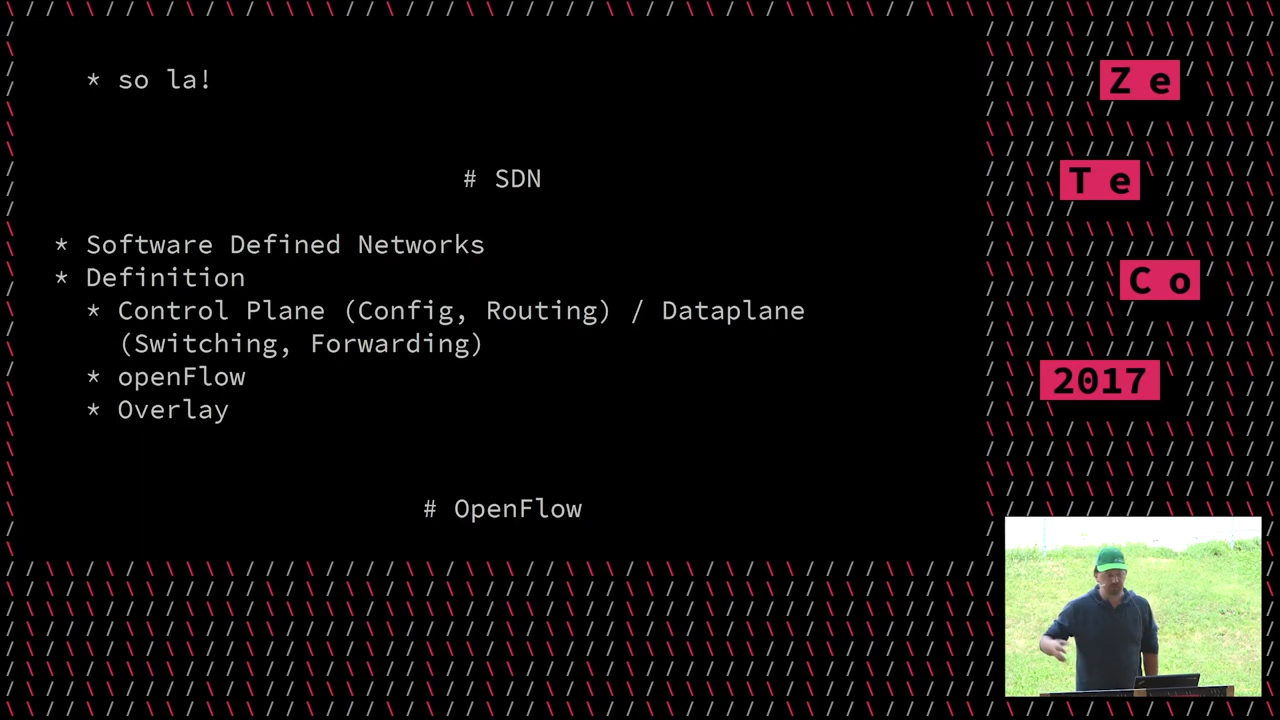 * so la!
# SDN
* Software Defined Networks
* Definition
* Control Plane (Config, Routing) / Dataplane
(Switching, Forwarding)
* openFlow
* Overlay
# OpenFlow
Ze
Te
Co
2017